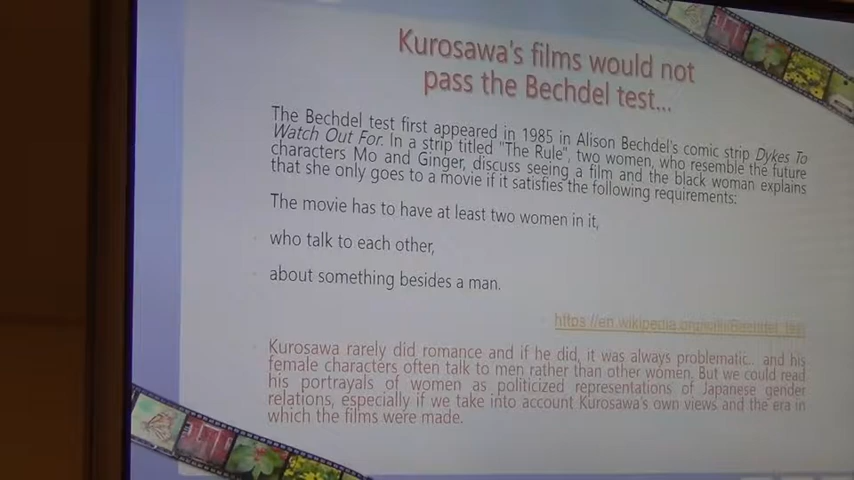 Kurosawa's films would not
pass the Bechdel test...
The Bechdel test first appeared in 1985 in Alison Bechdel's comic strip Dykes To
Watch Out For. In a strip titled "The Rule", two women, who resemble the future
characters Mo and Ginger, discuss seeing a film and the black woman explains
that she only goes to a movie if it satisfies the following requirements:
The movie has to have at least two women in it,
who talk to each other,
about something besides a man.
https://en.wikipedia.org/wiki/Bechdel_test
Kurosawa rarely did romance and if he did, it was always problematic.. and his
female characters often talk to men rather than other women. But we could read
his portrayals of women as politicized representations of Japanese gender
relations, especially if we take into account Kurosawa's own views and the era in
which the films were made.